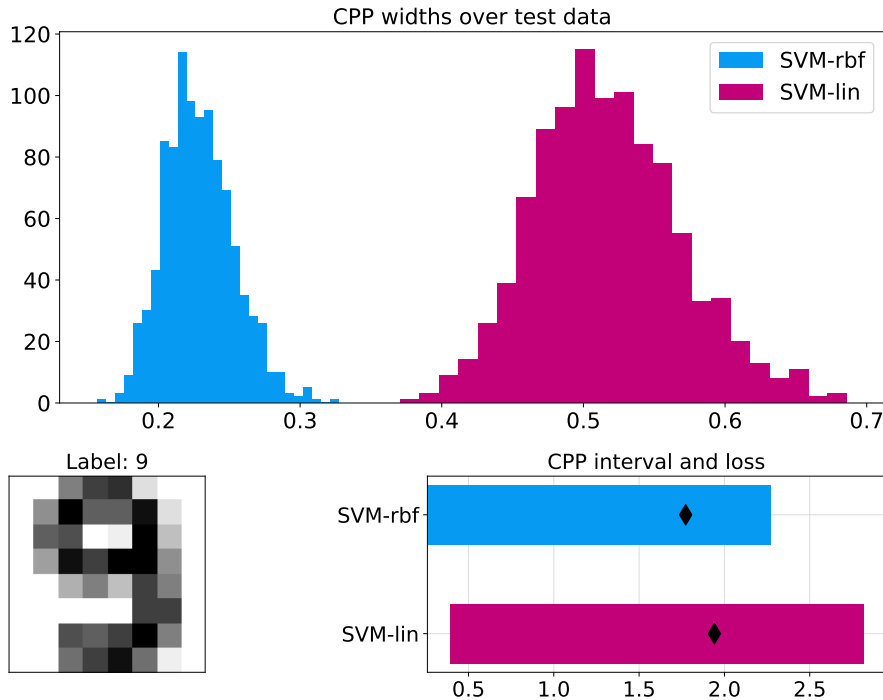 CPP widths over test data
120
100
80
60
40
20
0
SVM-rbf
SVM-lin
0.2 0.3 0.4 0.5 0.6 0.7
Label: 9
CPP interval and loss
SVM-rbf
SVM-lin
0.5 1.0 1.5 2.0 2.5